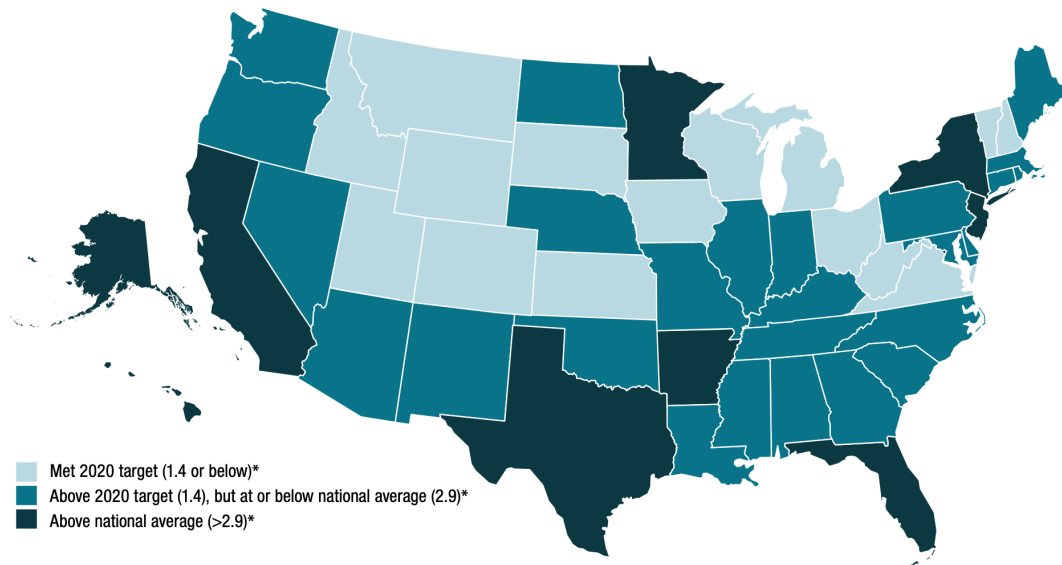 Met 2020 target (1.4 or below)*
Above 2020 target (1.4), but at or below national average (2.9)*
Above national average (>2.9)*